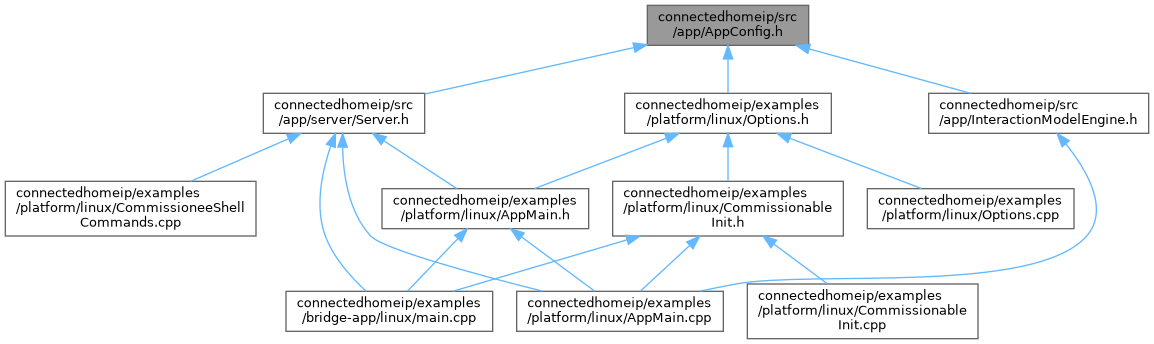 connectedhomeip/src
/app/AppConfig.h
connectedhomeip/src
/app/server/Server.h
connectedhomeip/examples
/platform/linux/Options.h
connectedhomeip/src
/app/InteractionModelEngine.h
connectedhomeip/examples
/platform/linux/CommissioneeShell
Commands.cpp
connectedhomeip/examples
/platform/linux/AppMain.h
connectedhomeip/examples
/platform/linux/Commissionable
Init.h
connectedhomeip/examples
/platform/linux/Options.cpp
connectedhomeip/examples
/bridge-app/linux/main.cpp
connectedhomeip/examples
/platform/linux/AppMain.cpp
connectedhomeip/examples
/platform/linux/Commissionable
Init.cpp